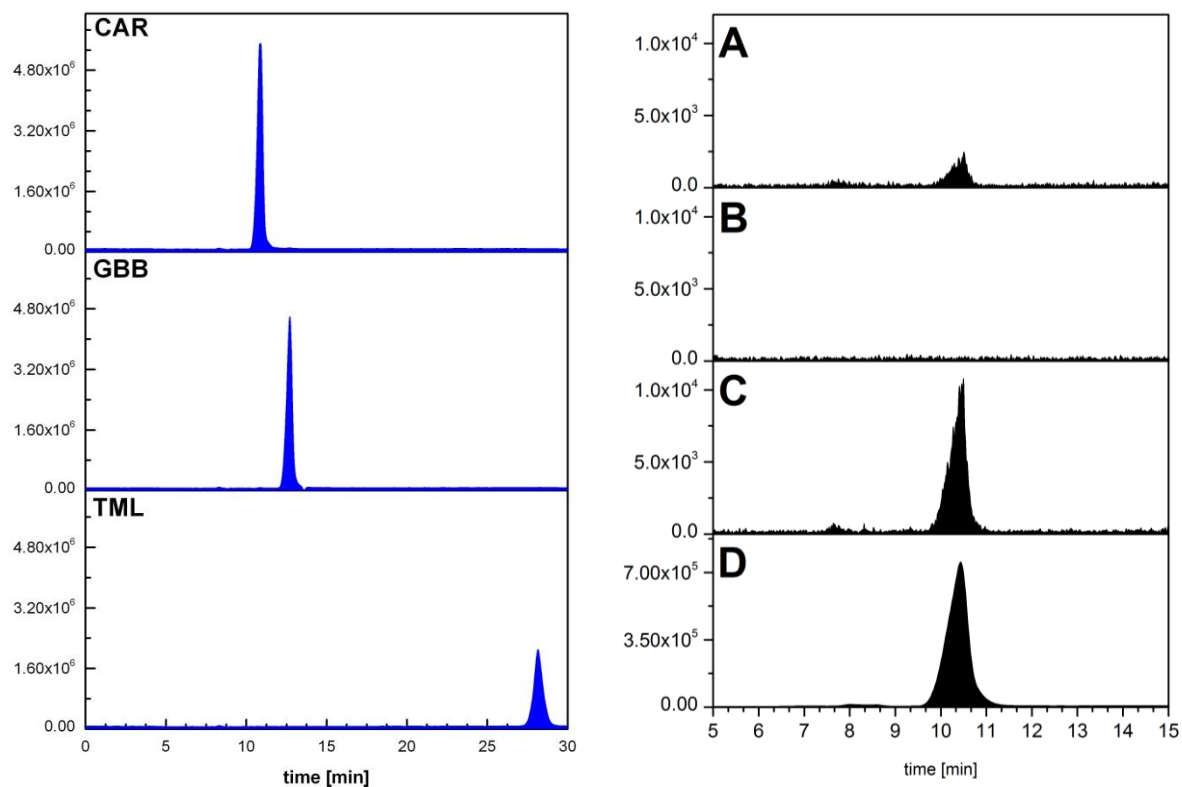 CAR
4.80x10⁶
3.20x10⁶
1.60x10⁶
0.00
GBB
4.80x10⁶
3.20x10⁶
1.60x10⁶
0.00
TML
4.80x10⁶
3.20x10⁶
1.60x10⁶
0.00
0 5 10 15 20 25 30
time [min]
A
1.0x10⁴
5.0x10³
0.0
B
1.0x10⁴
5.0x10³
0.0
C
1.0x10⁴
5.0x10³
0.0
D
7.00x10⁵
3.50x10⁵
0.00
5 6 7 8 9 10 11 12 13 14 15
time [min]